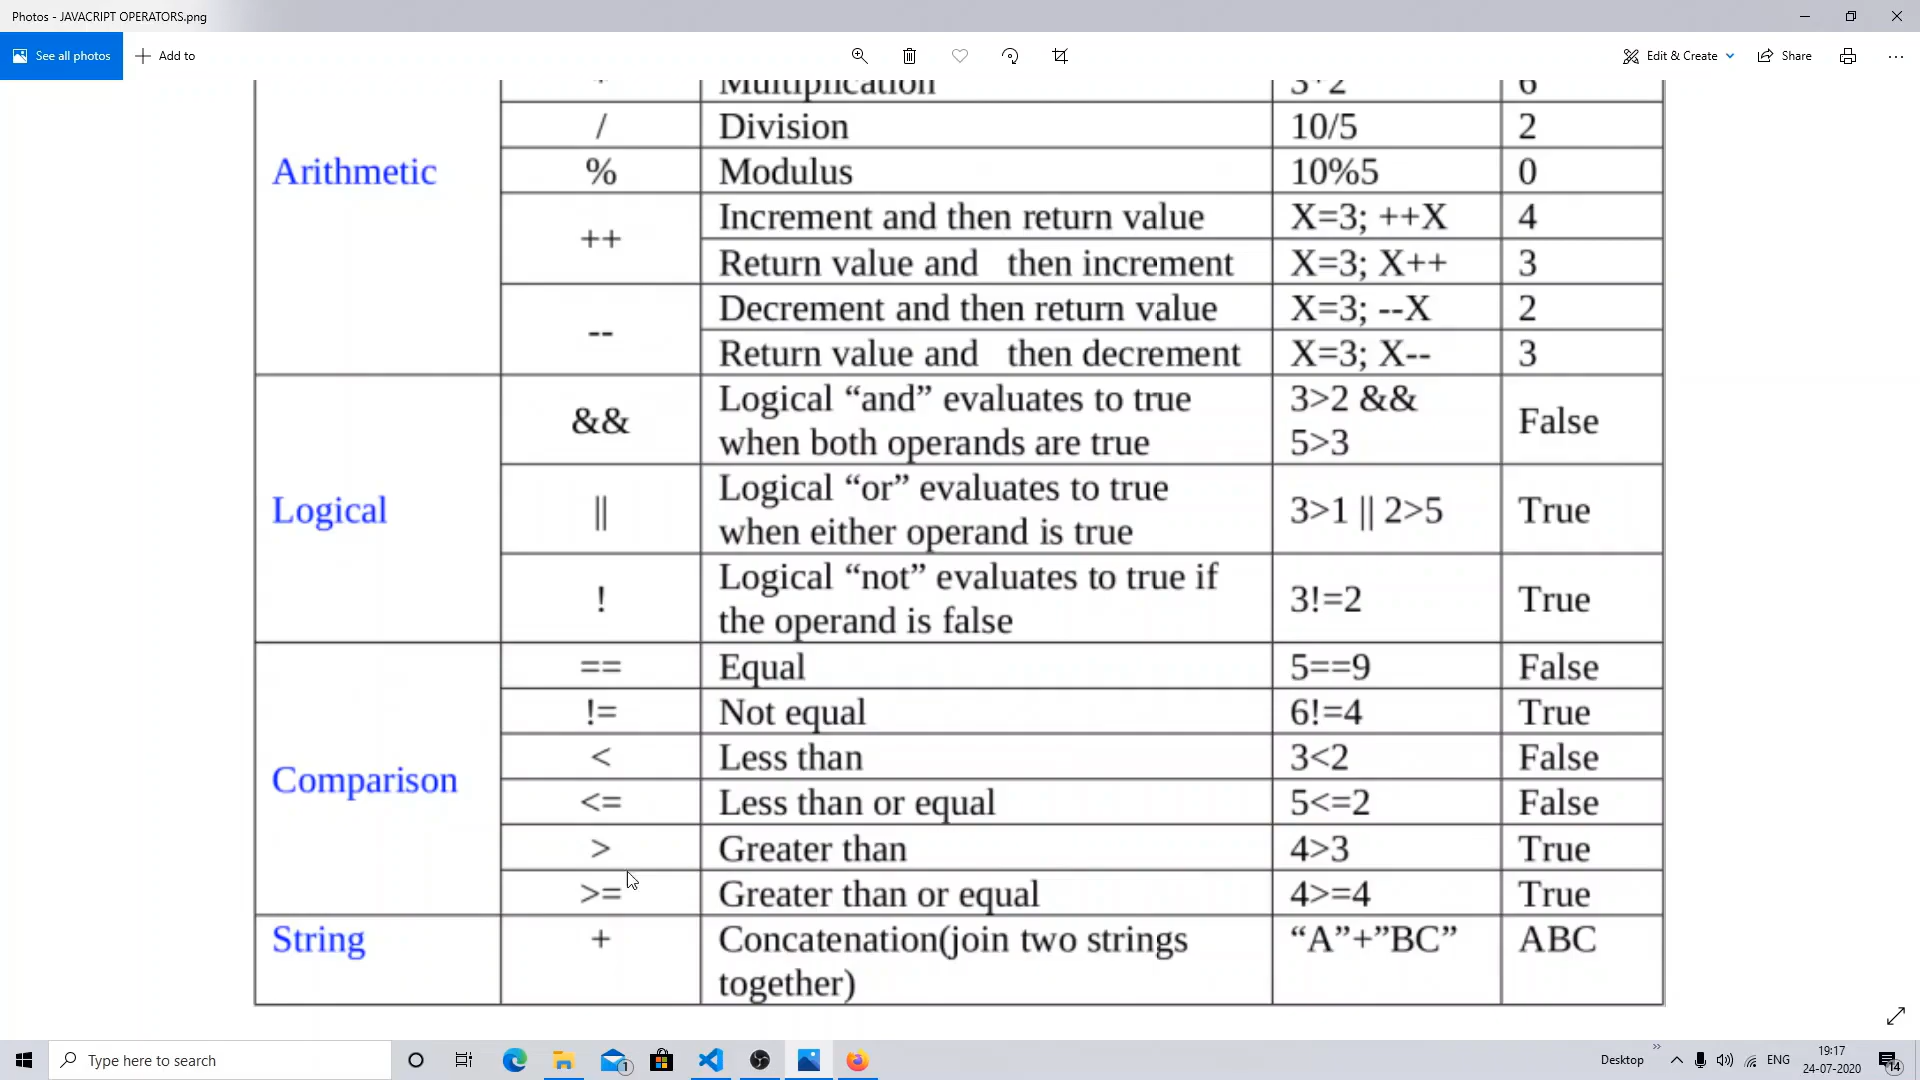 Photos - JAVACRIPT OPERATORS.png
See all photos
Add to
Edit & Create
Share
* Multiplication 3*2 6
/ Division 10/5 2
Arithmetic
% Modulus 10%5 0
++
Increment and then return value X=3; ++X 4
Return value and then increment X=3; X++ 3
--
Decrement and then return value X=3; --X 2
Return value and then decrement X=3; X-- 3
Logical
&&
Logical “and” evaluates to true
when both operands are true
3>2 &&
5>3
False
||
Logical “or” evaluates to true
when either operand is true
3>1 || 2>5
True
!
Logical “not” evaluates to true if
the operand is false
3!=2
True
Comparison
== Equal 5==9 False
!= Not equal 6!=4 True
< Less than 3<2 False
<= Less than or equal 5<=2 False
> Greater than 4>3 True
>= Greater than or equal 4>=4 True
String
+
Concatenation(join two strings
together)
“A”+”BC”
ABC
Type here to search
1
Desktop
ENG
19:17
24-07-2020
14